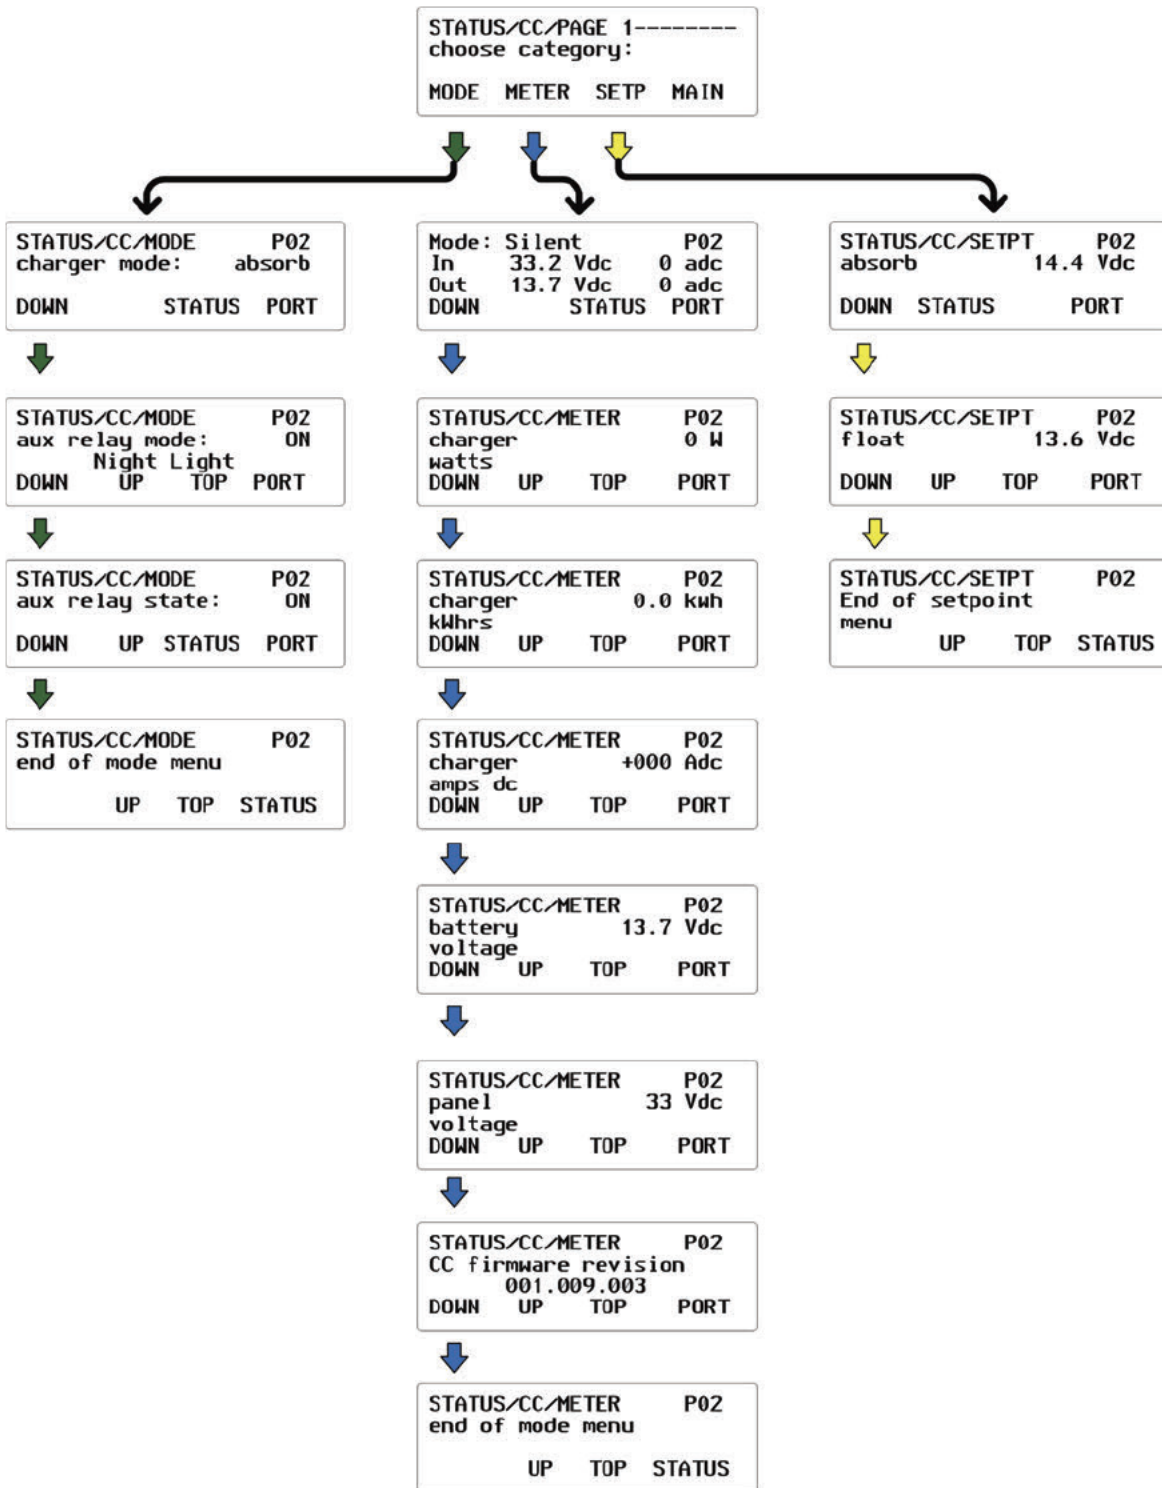 STATUS/CC/PAGE 1--------
choose category:
MODE METER SETP MAIN
STATUS/CC/MODE P02
charger mode: absorb
DOWN STATUS PORT
STATUS/CC/MODE P02
aux relay mode: ON
Night Light
DOWN UP TOP PORT
STATUS/CC/MODE P02
aux relay state: ON
DOWN UP STATUS PORT
STATUS/CC/MODE P02
end of mode menu
UP TOP STATUS
Mode: Silent P02
In 33.2 Vdc 0 adc
Out 13.7 Vdc 0 adc
DOWN STATUS PORT
STATUS/CC/METER P02
charger 0 W
watts
DOWN UP TOP PORT
STATUS/CC/METER P02
charger 0.0 kwh
kWhrs
DOWN UP TOP PORT
STATUS/CC/METER P02
charger +000 Adc
amps dc
DOWN UP TOP PORT
STATUS/CC/METER P02
battery 13.7 Vdc
voltage
DOWN UP TOP PORT
STATUS/CC/METER P02
panel 33 Vdc
voltage
DOWN UP TOP PORT
STATUS/CC/METER P02
CC firmware revision
001.009.003
DOWN UP TOP PORT
STATUS/CC/METER P02
end of mode menu
UP TOP STATUS
STATUS/CC/SETPT P02
absorb 14.4 Vdc
DOWN STATUS PORT
STATUS/CC/SETPT P02
float 13.6 Vdc
DOWN UP TOP PORT
STATUS/CC/SETPT P02
End of setpoint
menu
UP TOP STATUS